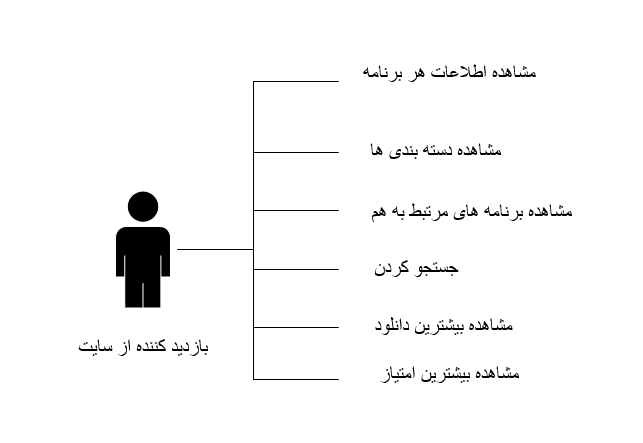 مشاهده اطلاعات هر برنامه
مشاهده دسته بندی ها
مشاهده برنامه های مرتبط به هم
جستجو کردن
مشاهده بیشترین دانلود
مشاهده بیشترین امتیاز
بازدید کننده از سایت